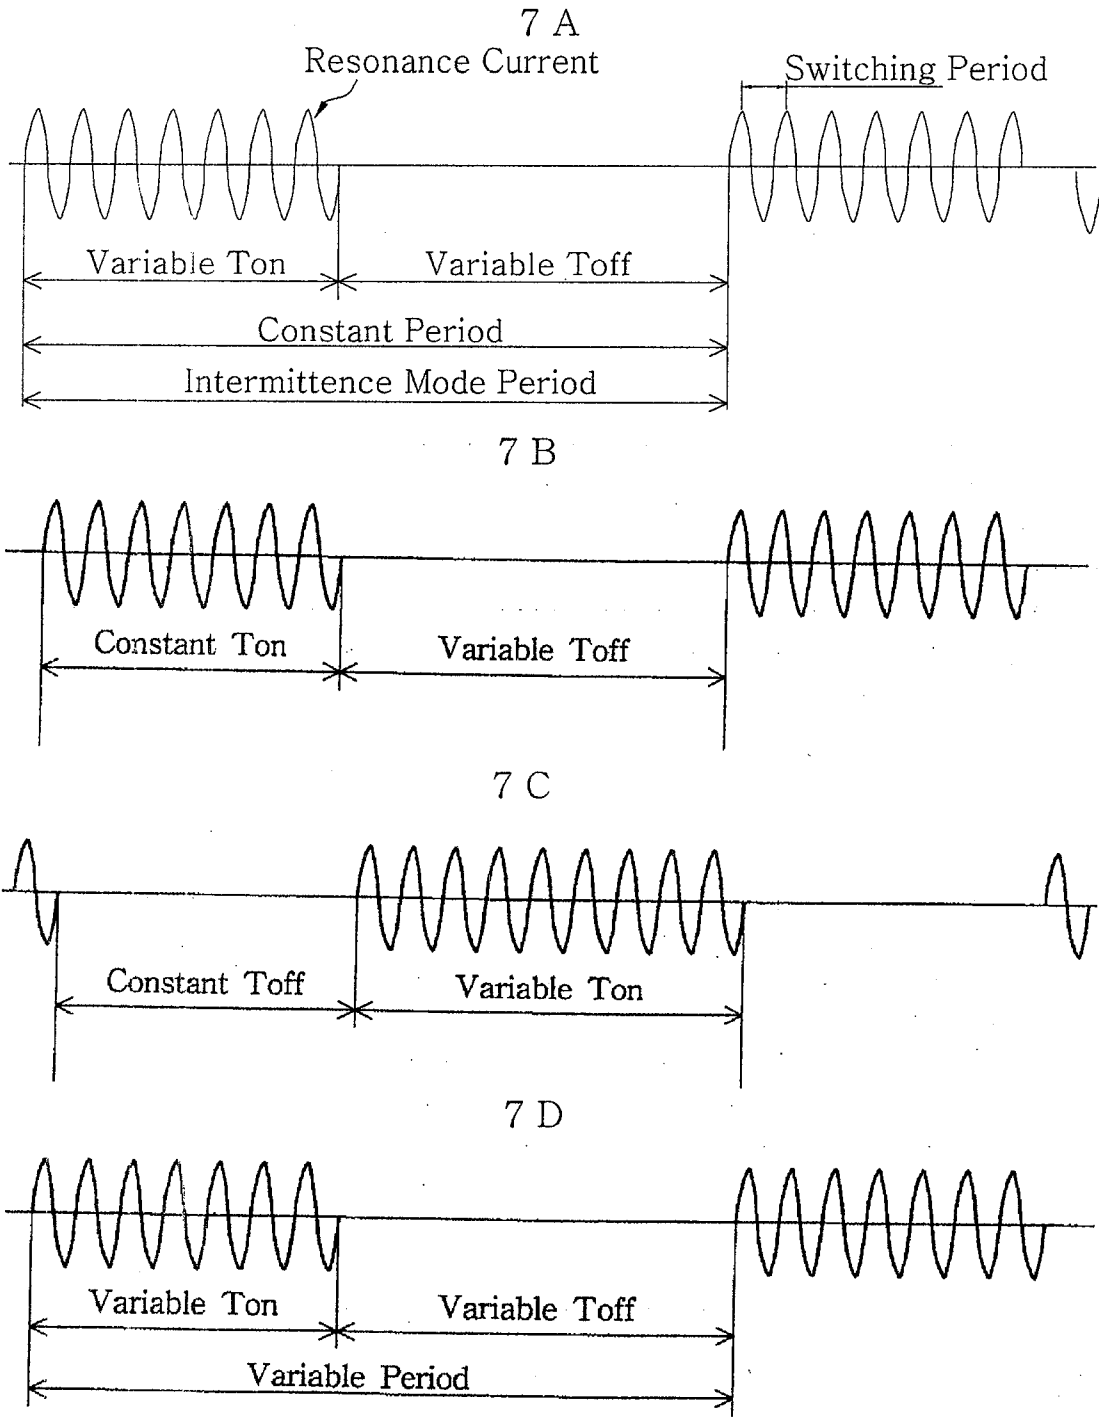 7 A
Resonance Current
Switching Period
Variable Ton
Variable Toff
Constant Period
Intermittence Mode Period
7 B
Constant Ton
Variable Toff
7 C
Constant Toff
Variable Ton
7 D
Variable Ton
Variable Toff
Variable Period